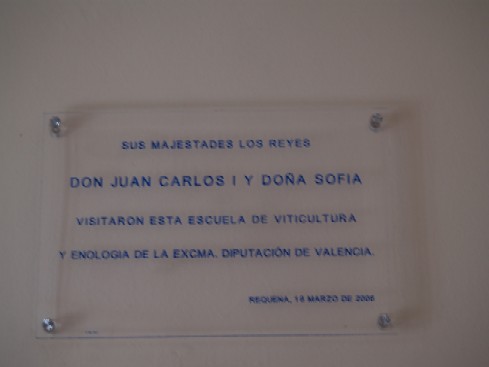 SUS MAJESTADES LOS REYES
DON JUAN CARLOS I Y DOÑA SOFIA
VISITARON ESTA ESCUELA DE VITICULTURA
Y ENOLOGIA DE LA EXCMA. DIPUTACIÓN DE VALENCIA.
REQUENA, 16 MARZO DE 2006